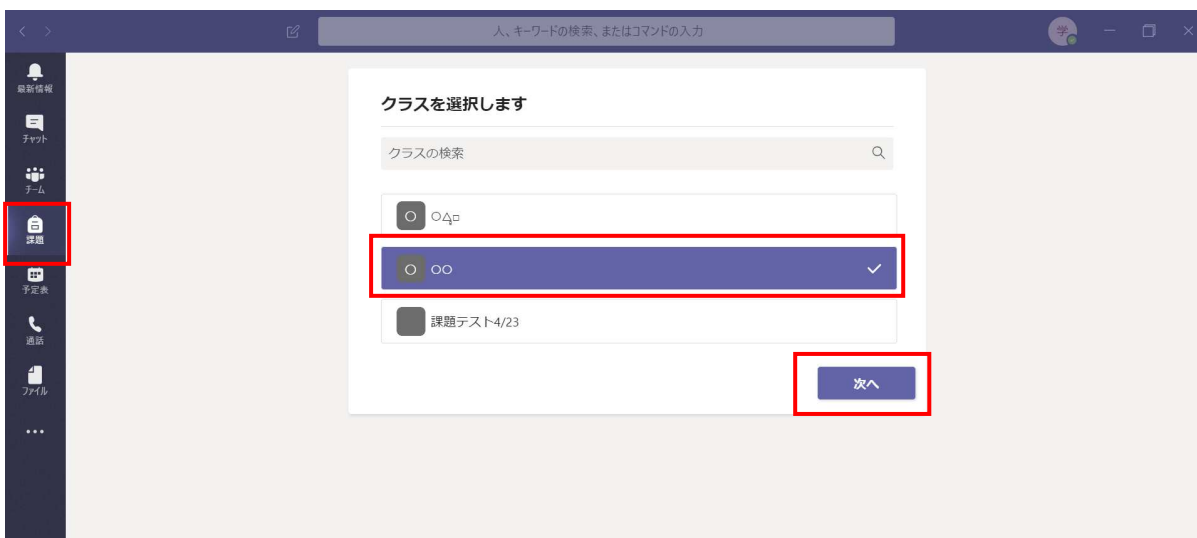 人、キーワードの検索、またはコマンドの入力
学
最新情報
チャット
チーム
課題
予定表
通話
ファイル
クラスを選択します
クラスの検索
○ ○△□
○ ○○
課題テスト4/23
次へ